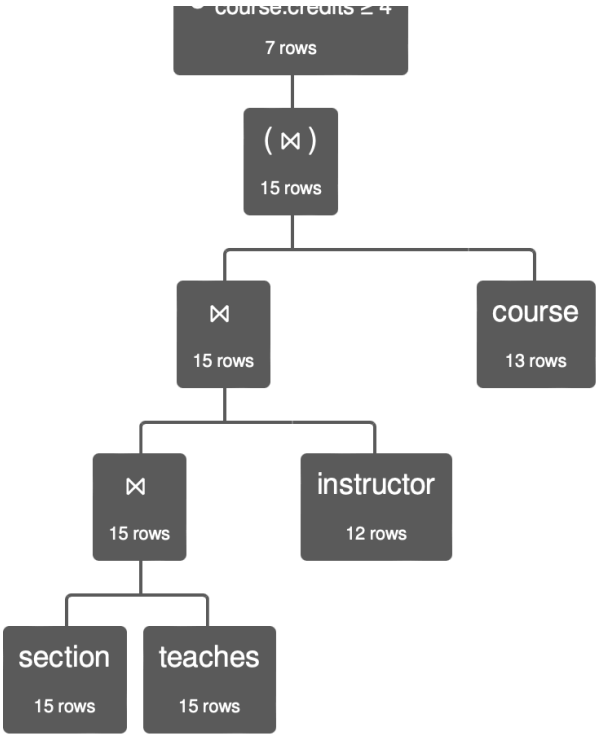 course.credits ≥ 4
7 rows
( ⋈ )
15 rows
⋈
15 rows
course
13 rows
⋈
15 rows
instructor
12 rows
section
15 rows
teaches
15 rows